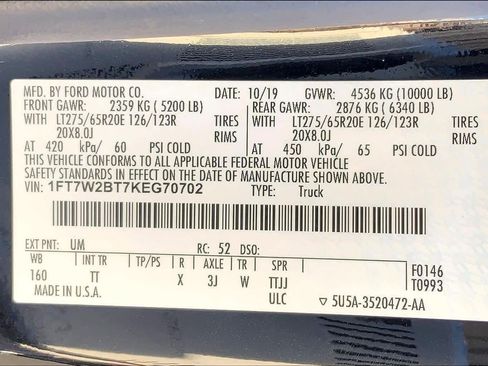 MFD. BY FORD MOTOR CO. 10/19 GVWR: 4536 KG (10000 LB)
FRONT GAWR: 2359 KG (5200 LB) REAR GAWR: 2876 KG (6340 LB)
WITH LT275/65R20E 126/123R TIRES WITH LT275/65R20E 126/123R TIRES
20X8.0J RIMS 20X8.0J RIMS
AT 420 kPa/ 60 PSI COLD AT 450 kPa/ 65 PSI COLD
THIS VEHICLE CONFORMS TO ALL APPLICABLE FEDERAL MOTOR VEHICLE
SAFETY STANDARDS IN EFFECT ON THE DATE OF MANUFACTURE SHOWN ABOVE
VIN: 1FT7W2BT7KEG70702 TYPE: Truck
EXT PNT: UM RC: 52 DSO:
WB INT TR TP/PS R AXLE TR SPR F0146
160 TT X 3J W TTJJ T0993
MADE IN U.S.A. ULC ▽ 5U5A-3520472-AA